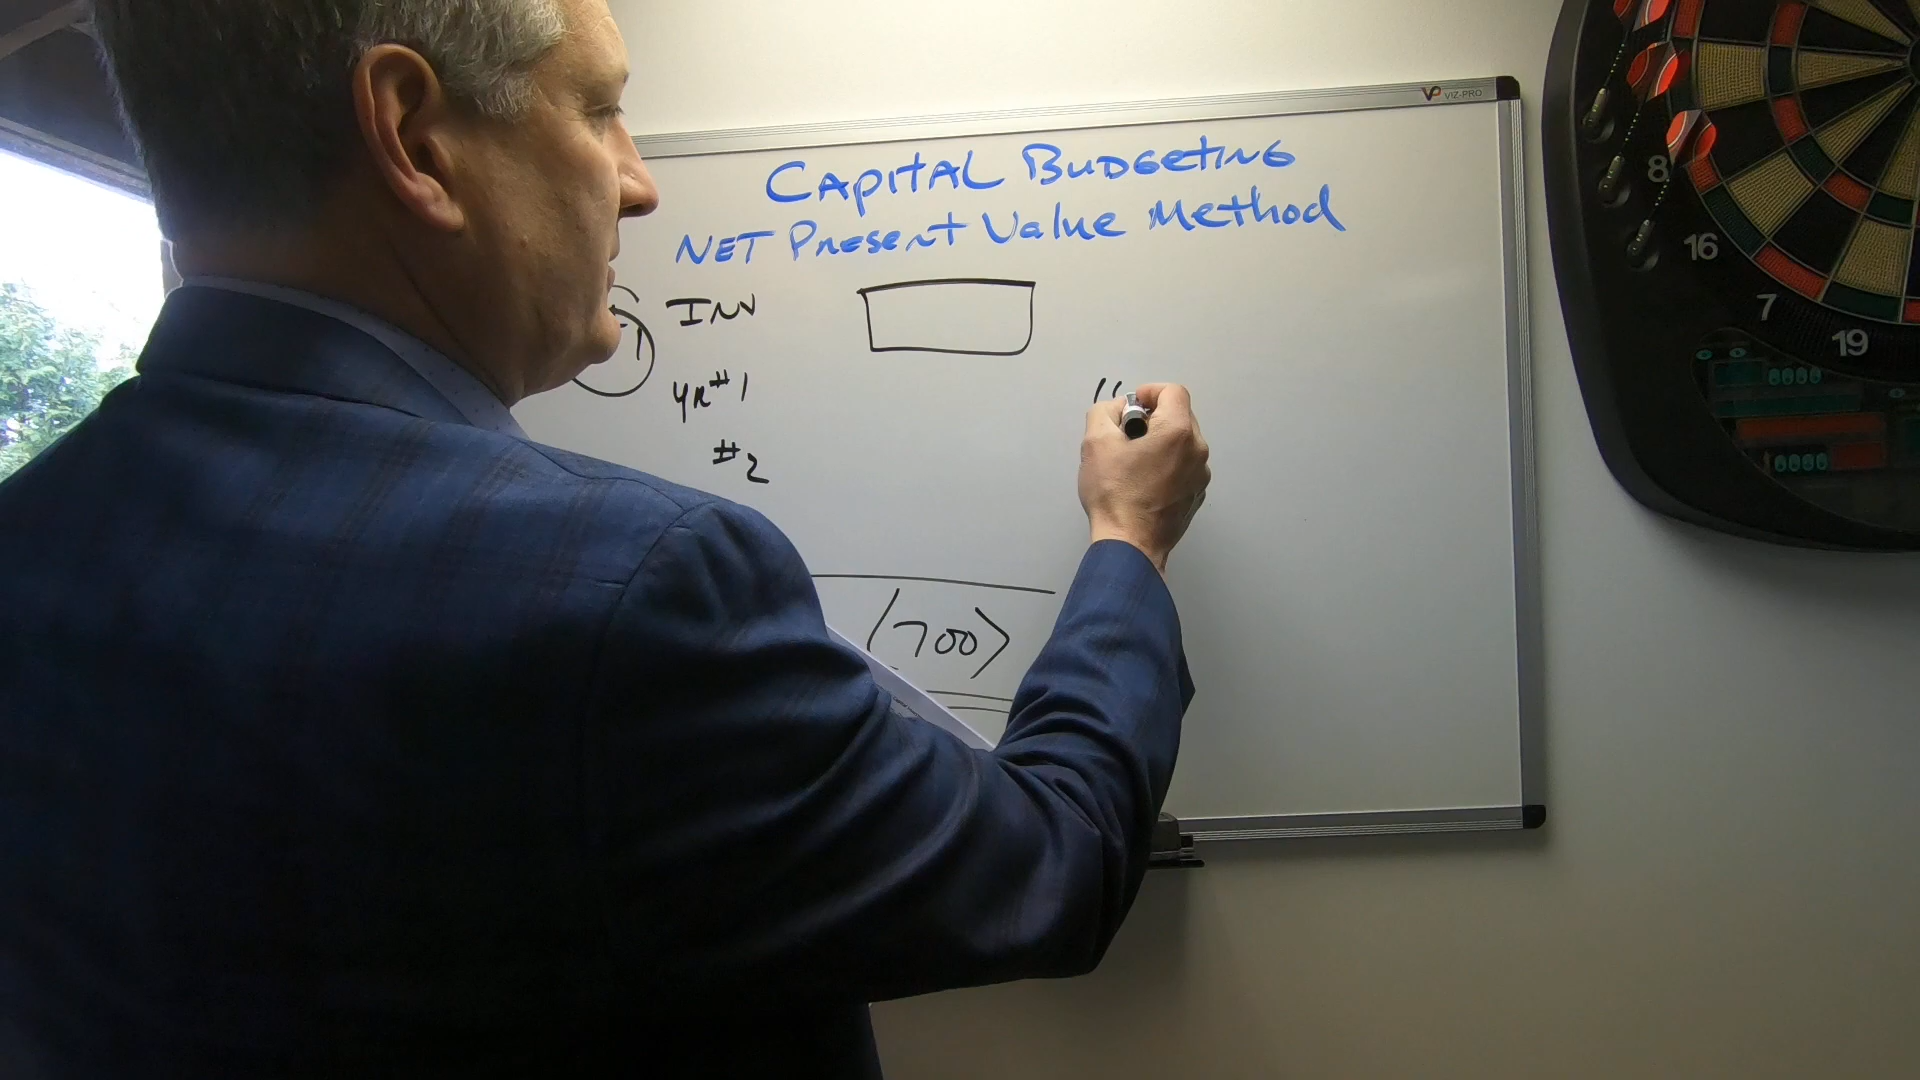 VIZ-PRO
CAPITAL BUDGETING
NET Present Value Method
INV
YR #1
#2
(700)
8
16
7
19